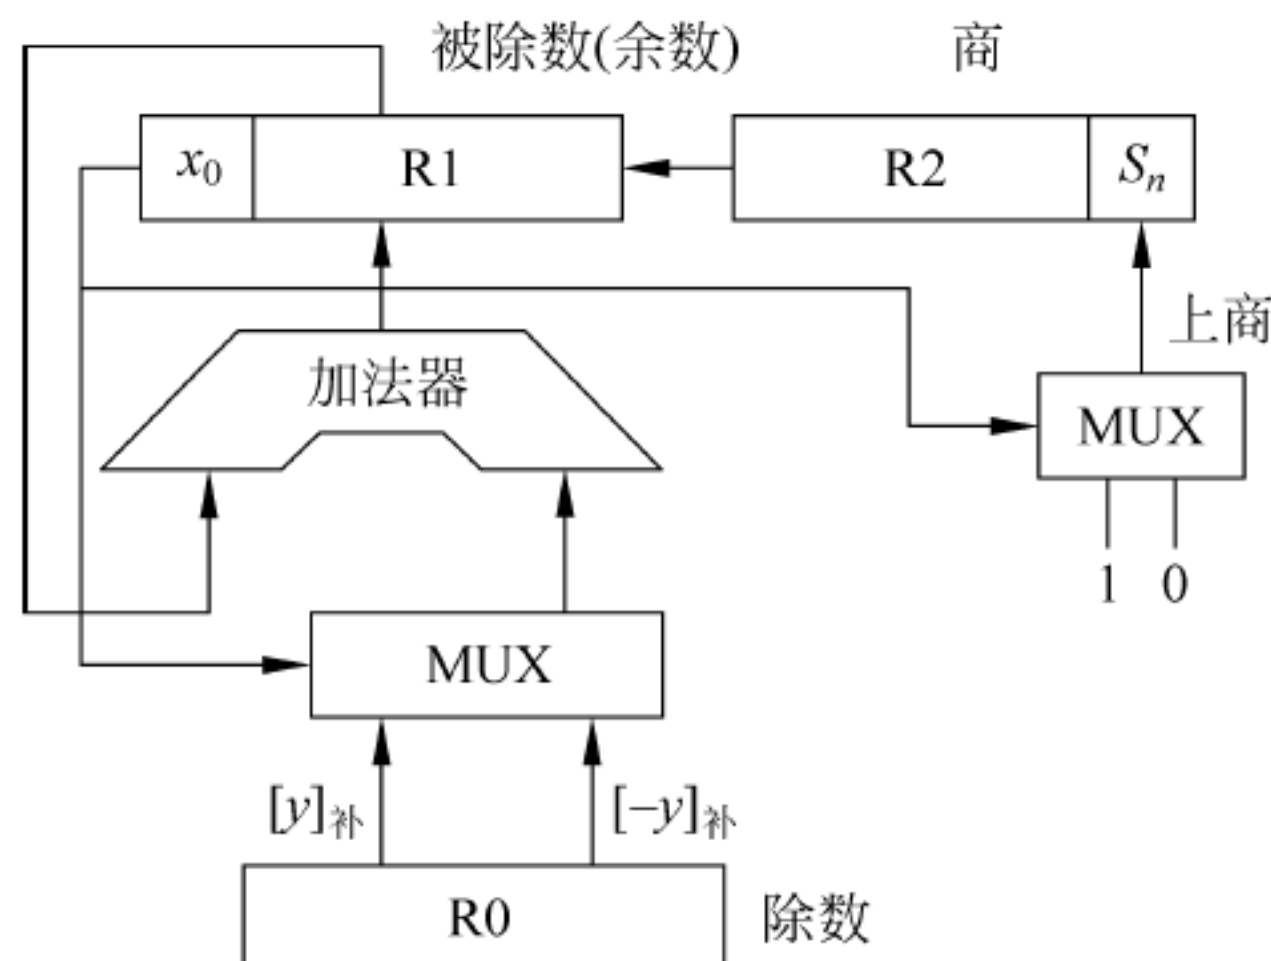 被除数(余数) 商
x₀ R1 R2 Sₙ
上商
加法器
MUX
1 0
MUX
[y]补 [−y]补
R0 除数